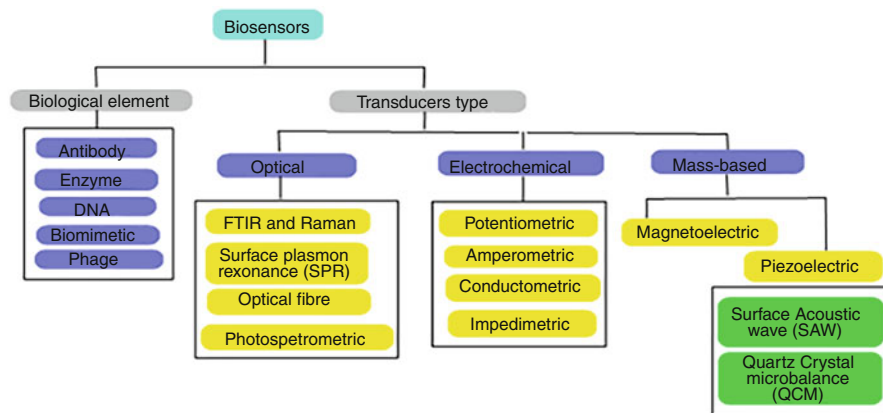 Biosensors
Biological element
Transducers type
Antibody
Enzyme
DNA
Biomimetic
Phage
Optical
Electrochemical
Mass-based
FTIR and Raman
Surface plasmon
rexonance (SPR)
Optical fibre
Photospetrometric
Potentiometric
Amperometric
Conductometric
Impedimetric
Magnetoelectric
Piezoelectric
Surface Acoustic
wave (SAW)
Quartz Crystal
microbalance
(QCM)